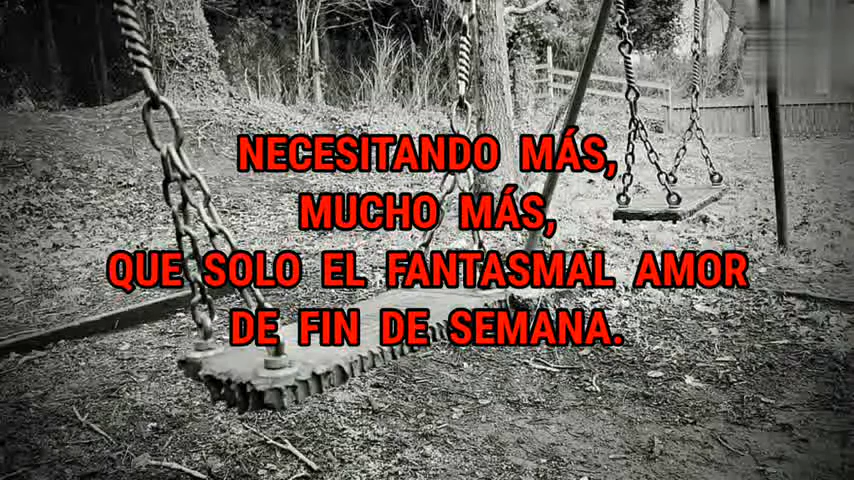 NECESITANDO MÁS,
MUCHO MÁS,
QUE SOLO EL FANTASMAL AMOR
DE FIN DE SEMANA.